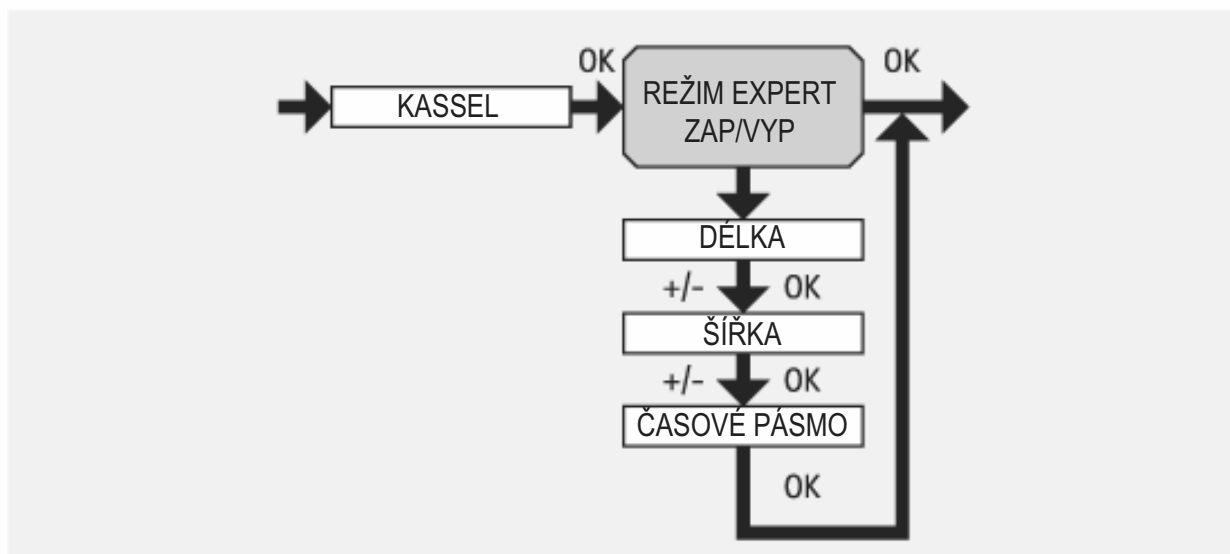 OK
OK
KASSEL
REŽIM EXPERT
ZAP/VYP
DÉLKA
+/- OK
ŠÍŘKA
+/- OK
ČASOVÉ PÁSMO
OK